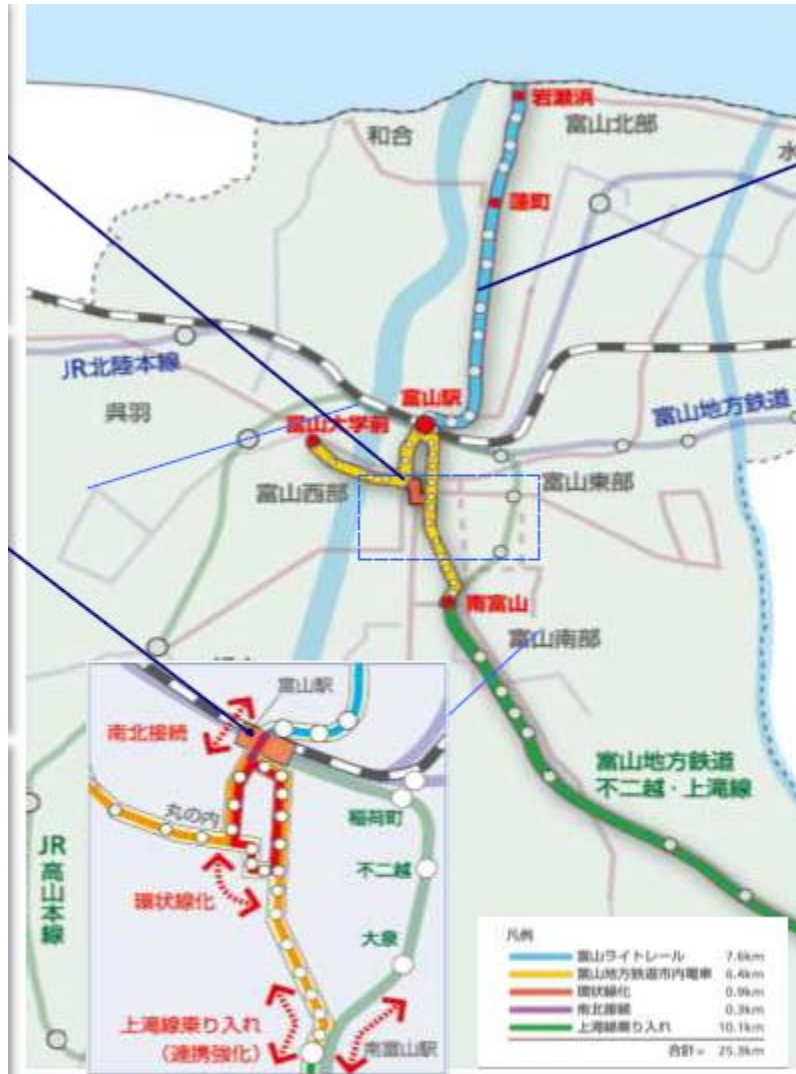 岩瀬浜
富山北部
和合
水
蓮町
JR北陸本線
呉羽
富山駅
富山地方鉄道
富山大学前
富山西部
富山東部
南富山
富山南部
富山地方鉄道
不二越・上滝線
JR高山本線
富山駅
南北接続
丸の内
稲荷町
環状線化
不二越
大泉
上滝線乗り入れ
(連携強化)
南富山駅
凡例
富山ライトレール 7.6km
富山地方鉄道市内電車 6.4km
環状線化 0.9km
南北接続 0.3km
上滝線乗り入れ 10.1km
合計= 25.3km